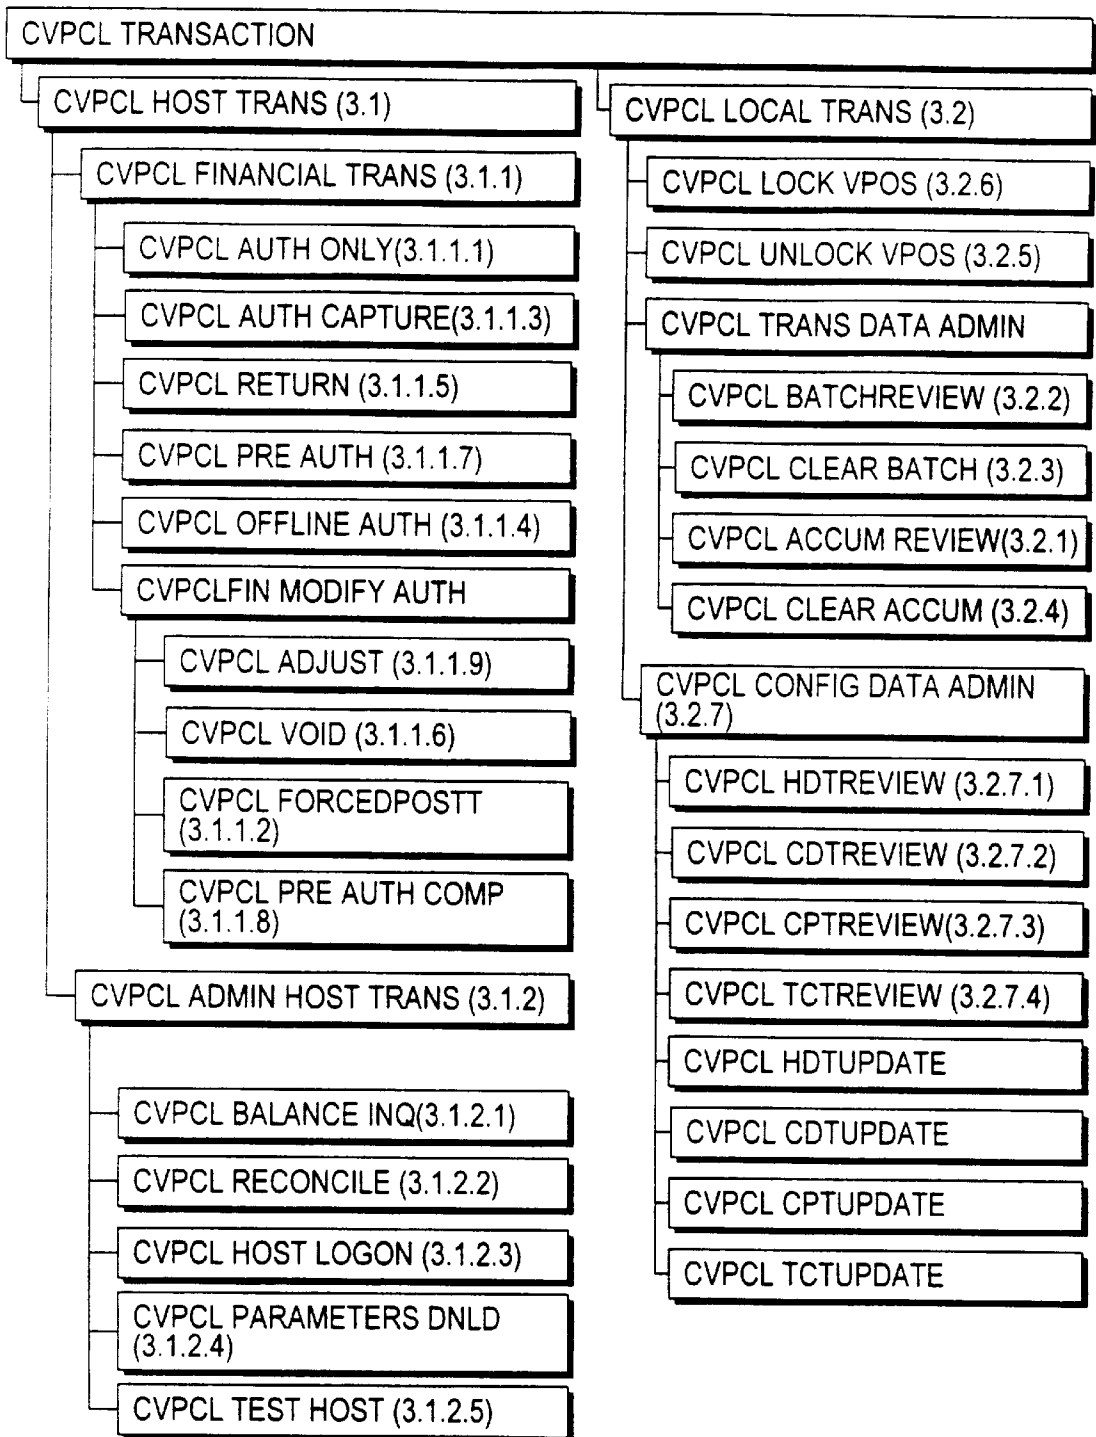 CVPCL TRANSACTION
CVPCL HOST TRANS (3.1)
CVPCL FINANCIAL TRANS (3.1.1)
CVPCL AUTH ONLY(3.1.1.1)
CVPCL AUTH CAPTURE(3.1.1.3)
CVPCL RETURN (3.1.1.5)
CVPCL PRE AUTH (3.1.1.7)
CVPCL OFFLINE AUTH (3.1.1.4)
CVPCLFIN MODIFY AUTH
CVPCL ADJUST (3.1.1.9)
CVPCL VOID (3.1.1.6)
CVPCL FORCEDPOSTT
(3.1.1.2)
CVPCL PRE AUTH COMP
(3.1.1.8)
CVPCL ADMIN HOST TRANS (3.1.2)
CVPCL BALANCE INQ(3.1.2.1)
CVPCL RECONCILE (3.1.2.2)
CVPCL HOST LOGON (3.1.2.3)
CVPCL PARAMETERS DNLD
(3.1.2.4)
CVPCL TEST HOST (3.1.2.5)
CVPCL LOCAL TRANS (3.2)
CVPCL LOCK VPOS (3.2.6)
CVPCL UNLOCK VPOS (3.2.5)
CVPCL TRANS DATA ADMIN
CVPCL BATCHREVIEW (3.2.2)
CVPCL CLEAR BATCH (3.2.3)
CVPCL ACCUM REVIEW(3.2.1)
CVPCL CLEAR ACCUM (3.2.4)
CVPCL CONFIG DATA ADMIN
(3.2.7)
CVPCL HDTREVIEW (3.2.7.1)
CVPCL CDTREVIEW (3.2.7.2)
CVPCL CPTREVIEW(3.2.7.3)
CVPCL TCTREVIEW (3.2.7.4)
CVPCL HDTUPDATE
CVPCL CDTUPDATE
CVPCL CPTUPDATE
CVPCL TCTUPDATE